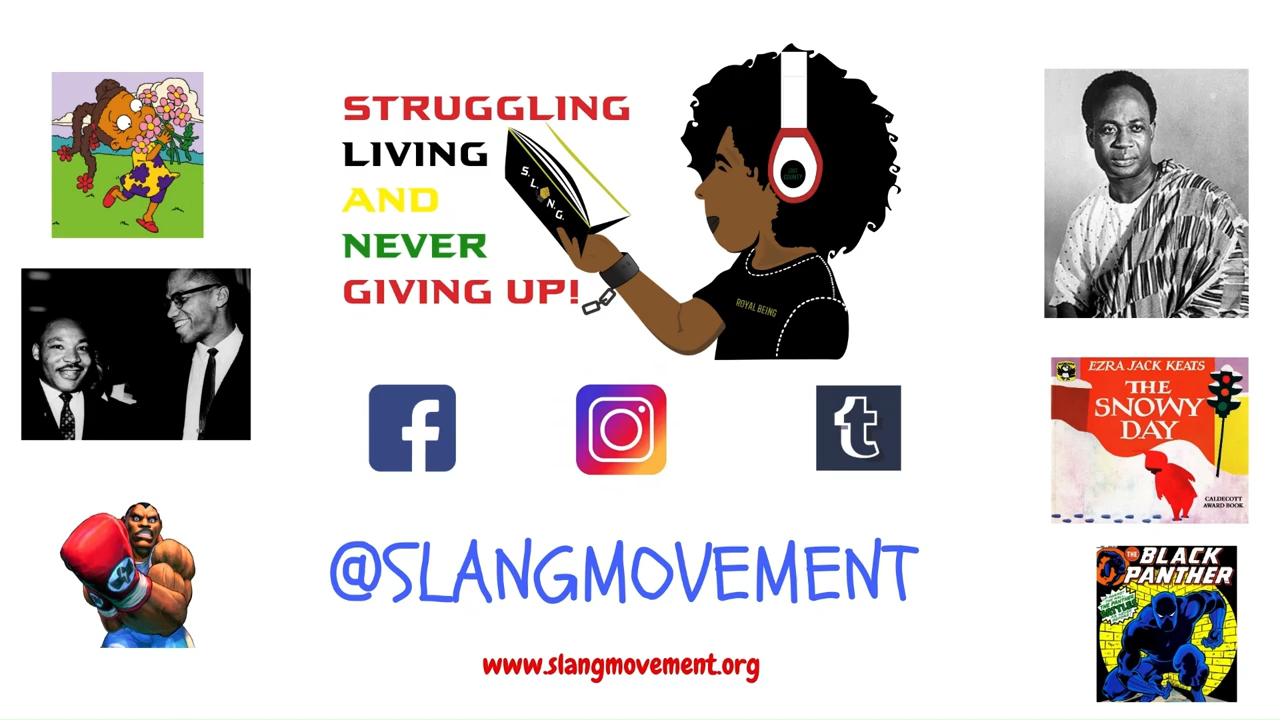 STRUGGLING
LIVING
AND
NEVER
GIVING UP!
S.L.
N.G.
ROYAL BEING
@SLANGMOVEMENT
www.slangmovement.org
EZRA JACK KEATS
THE
SNOWY
DAY
CALDECOTT
AWARD BOOK
THE BLACK
PANTHER